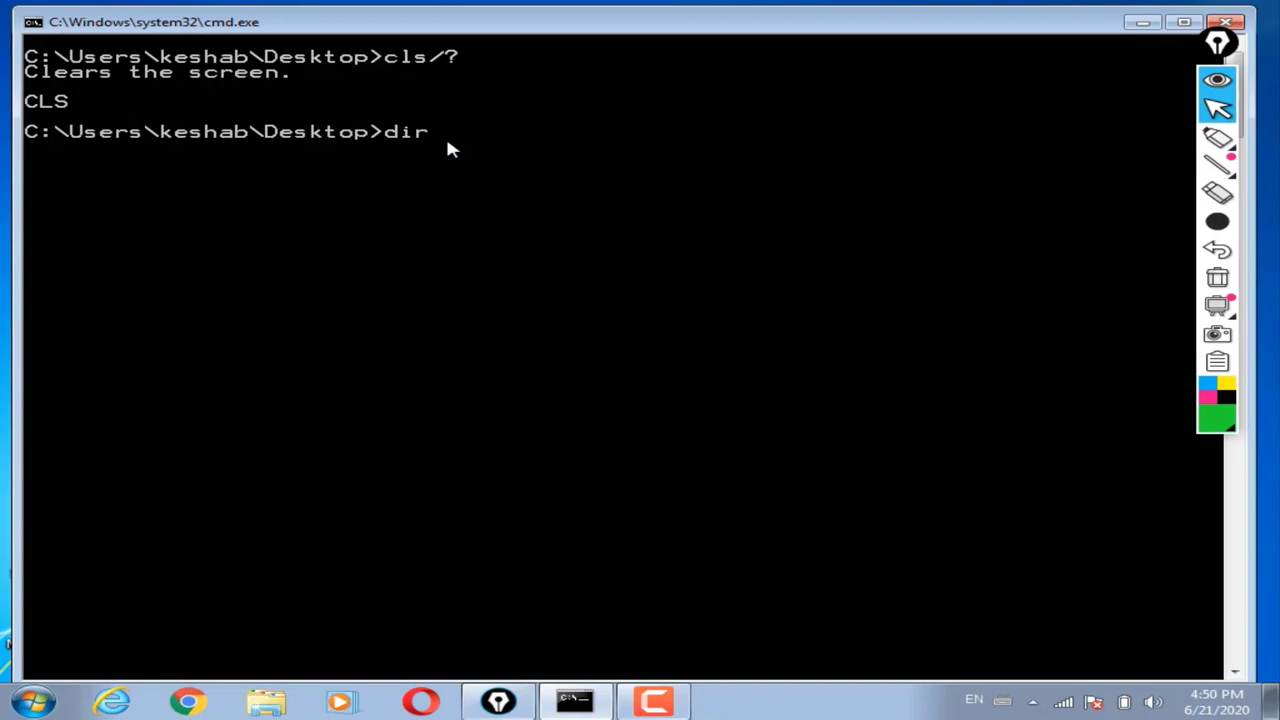 C:\Windows\system32\cmd.exe
C:\Users\keshab\Desktop>cls/?
Clears the screen.
CLS
C:\Users\keshab\Desktop>dir
EN
4:50 PM
6/21/2020